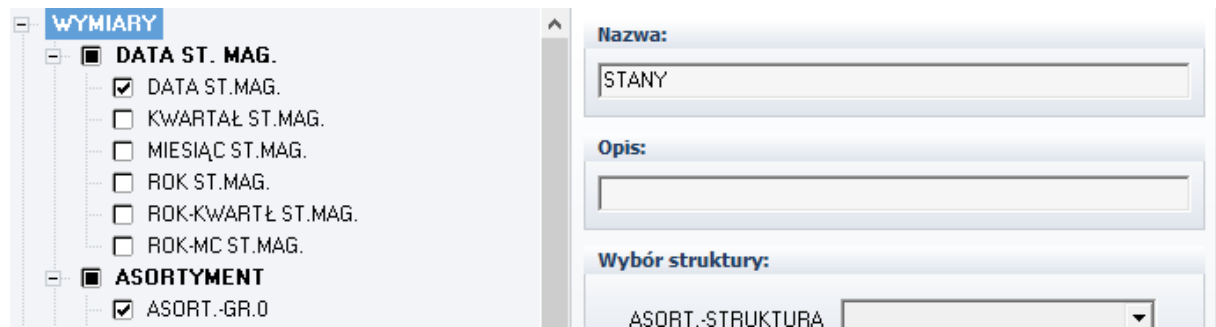 WYMIARY
DATA ST. MAG.
DATA ST.MAG.
KWARTAŁ ST.MAG.
MIESIĄC ST.MAG.
ROK ST.MAG.
ROK-KWARTŁ ST.MAG.
ROK-MC ST.MAG.
ASORTYMENT
ASORT.-GR.0
Nazwa:
STANY
Opis:
Wybór struktury:
ASORT.-STRUKTURA